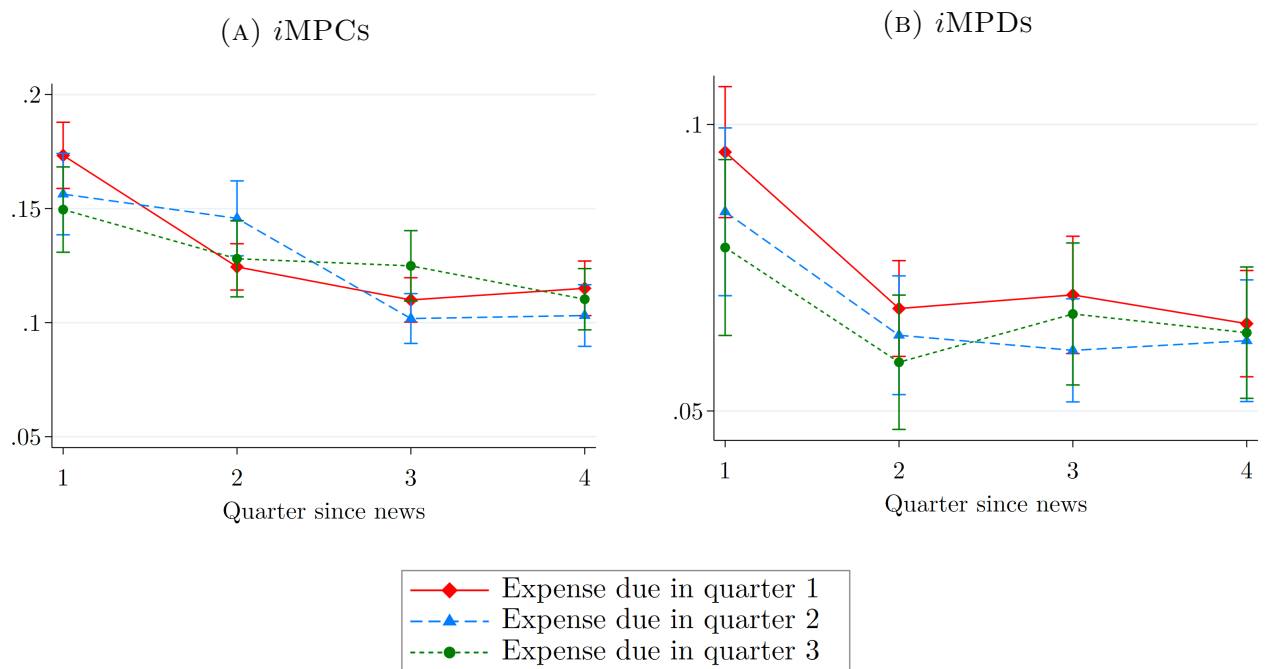 (A) iMPCs
.2
.15
.1
.05
1 2 3 4
Quarter since news
(B) iMPDs
.1
.05
1 2 3 4
Quarter since news
Expense due in quarter 1
Expense due in quarter 2
Expense due in quarter 3